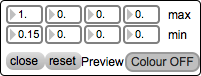 1. 0. 0. 0. max
0.15 0. 0. 0. min
close reset Preview Colour OFF